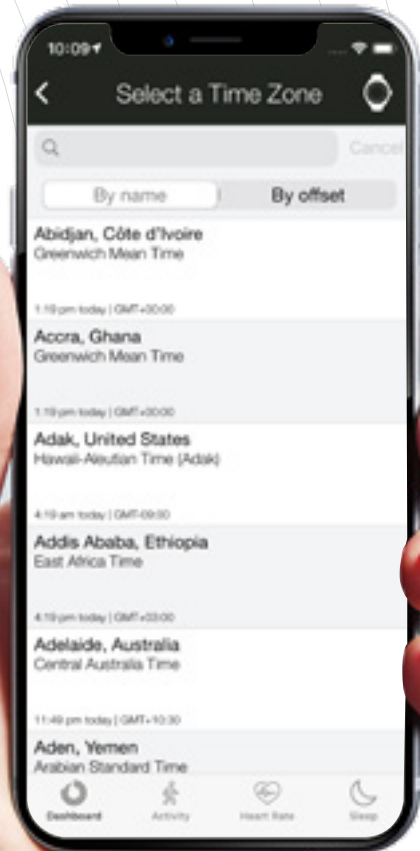 10:09
Select a Time Zone
Cancel
By name
By offset
Abidjan, Côte d'Ivoire
Greenwich Mean Time
1:19 pm today | GMT+00:00
Accra, Ghana
Greenwich Mean Time
1:19 pm today | GMT+00:00
Adak, United States
Hawaii-Aleutian Time (Adak)
4:19 am today | GMT-09:00
Addis Ababa, Ethiopia
East Africa Time
4:19 pm today | GMT+03:00
Adelaide, Australia
Central Australia Time
11:49 pm today | GMT+10:30
Aden, Yemen
Arabian Standard Time
Dashboard
Activity
Heart Rate
Sleep